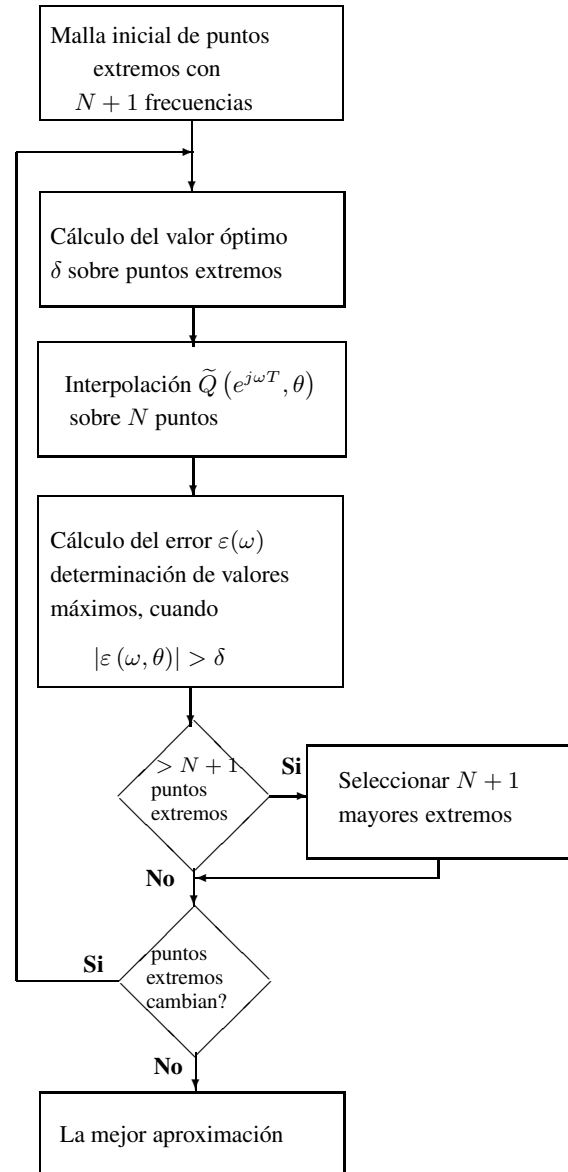 Malla inicial de puntos
extremos con
N + 1 frecuencias
Cálculo del valor óptimo
δ sobre puntos extremos
Interpolación Q̃ (e^{jωT}, θ)
sobre N puntos
Cálculo del error ε(ω)
determinación de valores
máximos, cuando
|ε (ω, θ)| > δ
> N + 1
puntos
extremos
Si
Seleccionar N + 1
mayores extremos
No
puntos
extremos
cambian?
Si
No
La mejor aproximación